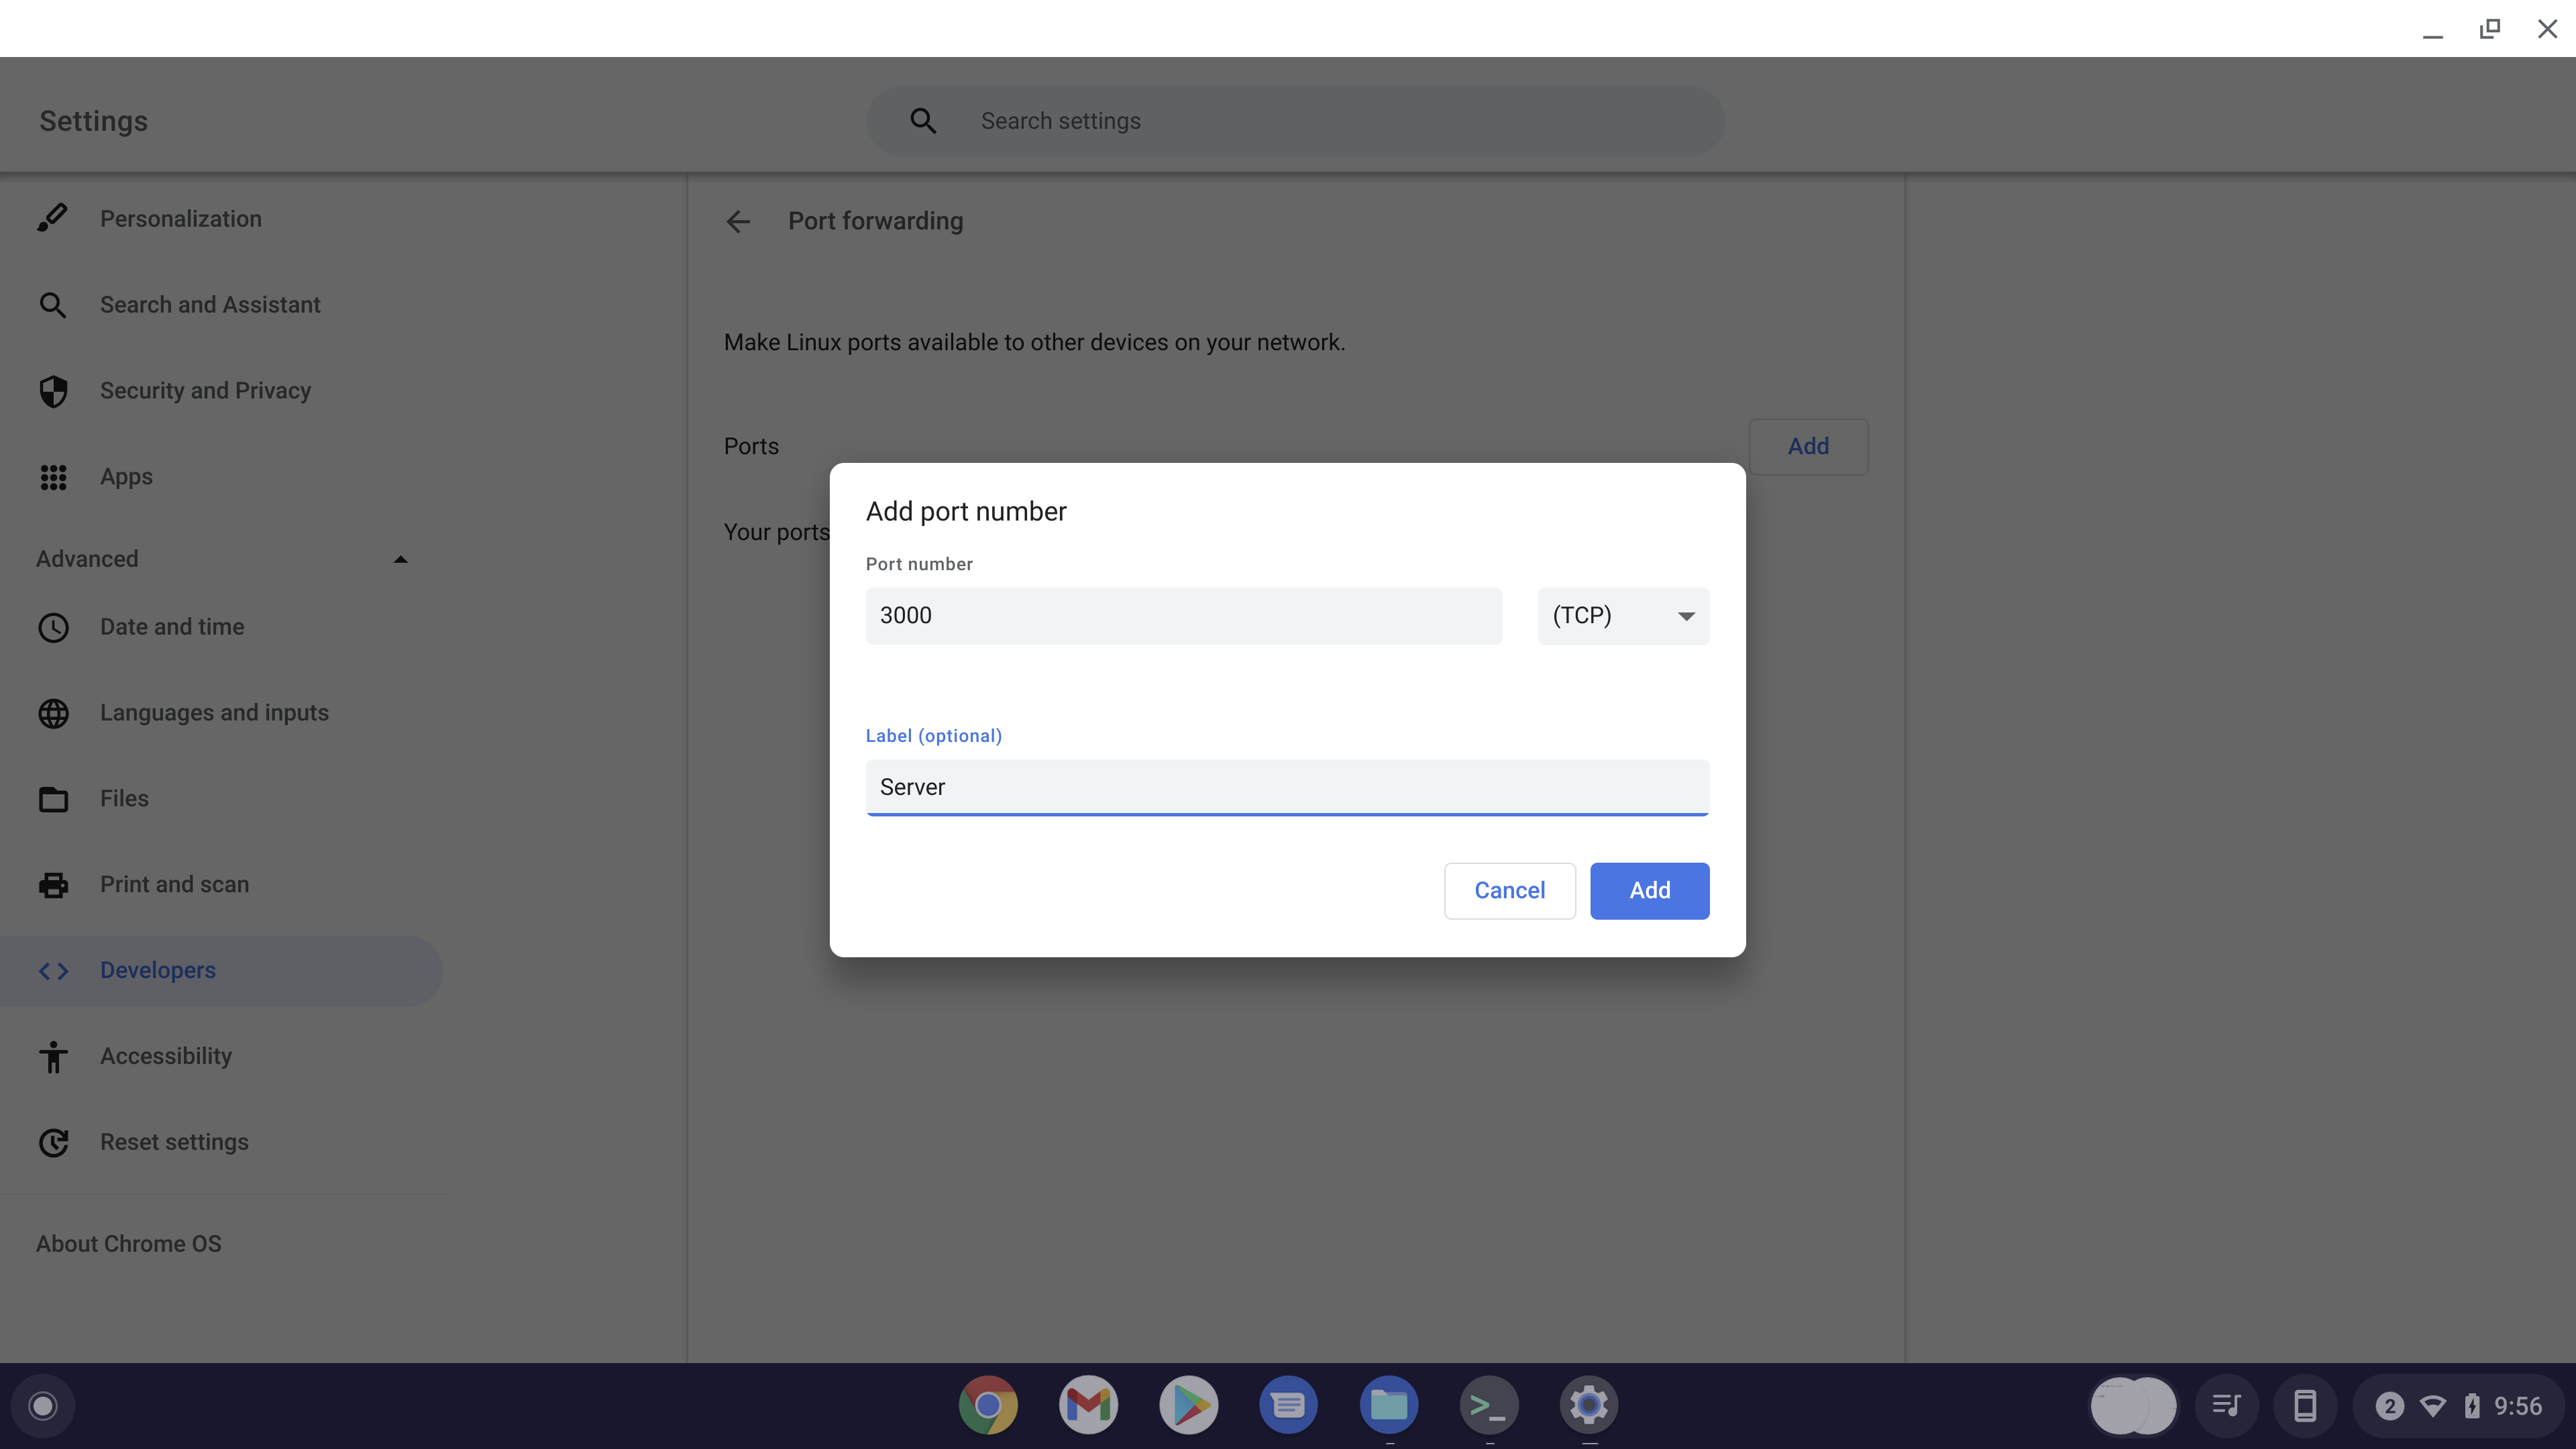 Settings
Search settings
Personalization
Search and Assistant
Security and Privacy
Apps
Advanced
Date and time
Languages and inputs
Files
Print and scan
Developers
Accessibility
Reset settings
About Chrome OS
Port forwarding
Make Linux ports available to other devices on your network.
Ports
Add
Your ports
Add port number
Port number
3000
(TCP)
Label (optional)
Server
Cancel
Add
2
9:56